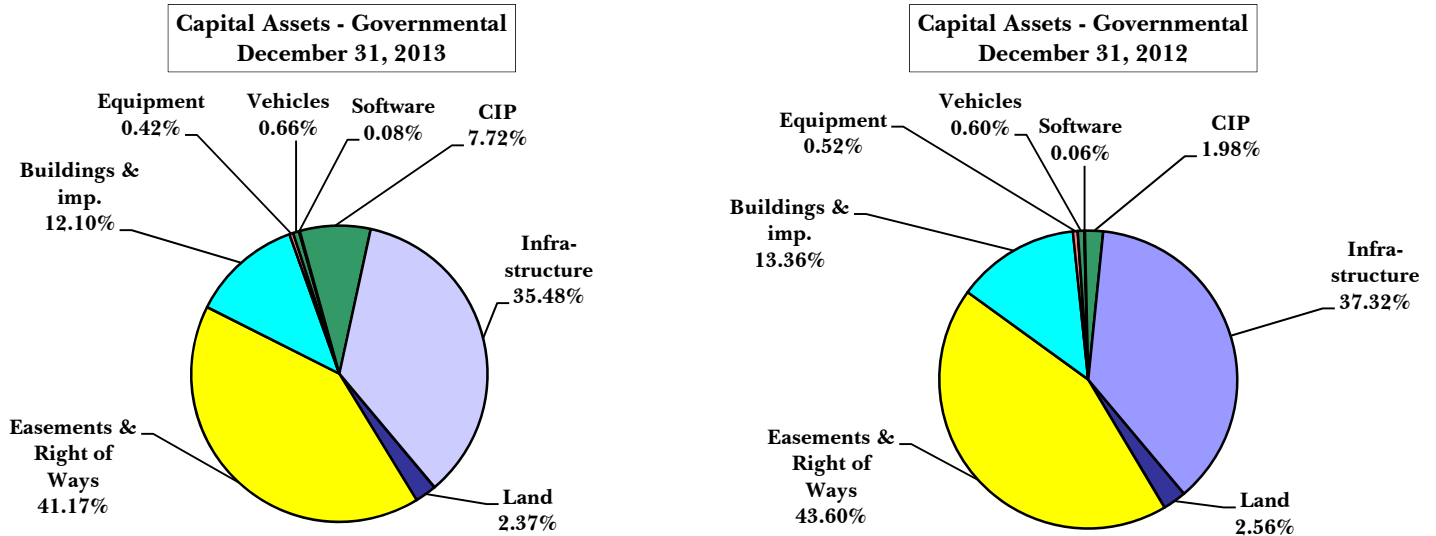 Capital Assets - Governmental
December 31, 2013
Equipment
0.42%
Vehicles
0.66%
Software
0.08%
CIP
7.72%
Buildings &
imp.
12.10%
Infra-
structure
35.48%
Easements &
Right of
Ways
41.17%
Land
2.37%
Capital Assets - Governmental
December 31, 2012
Equipment
0.52%
Vehicles
0.60%
Software
0.06%
CIP
1.98%
Buildings &
imp.
13.36%
Infra-
structure
37.32%
Easements &
Right of
Ways
43.60%
Land
2.56%